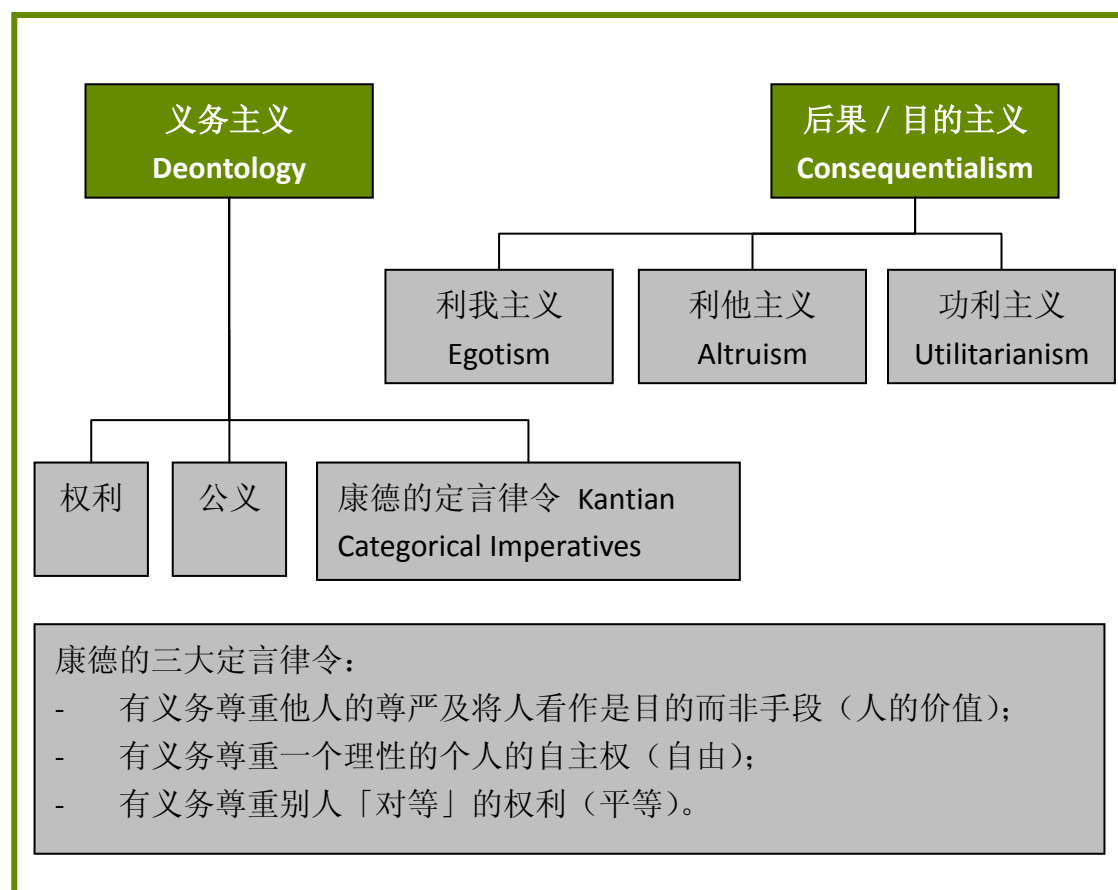 义务主义
Deontology
后果／目的主义
Consequentialism
利我主义
Egotism
利他主义
Altruism
功利主义
Utilitarianism
权利
公义
康德的定言律令 Kantian
Categorical Imperatives
康德的三大定言律令：
- 有义务尊重他人的尊严及将人看作是目的而非手段（人的价值）；
- 有义务尊重一个理性的个人的自主权（自由）；
- 有义务尊重别人「对等」的权利（平等）。